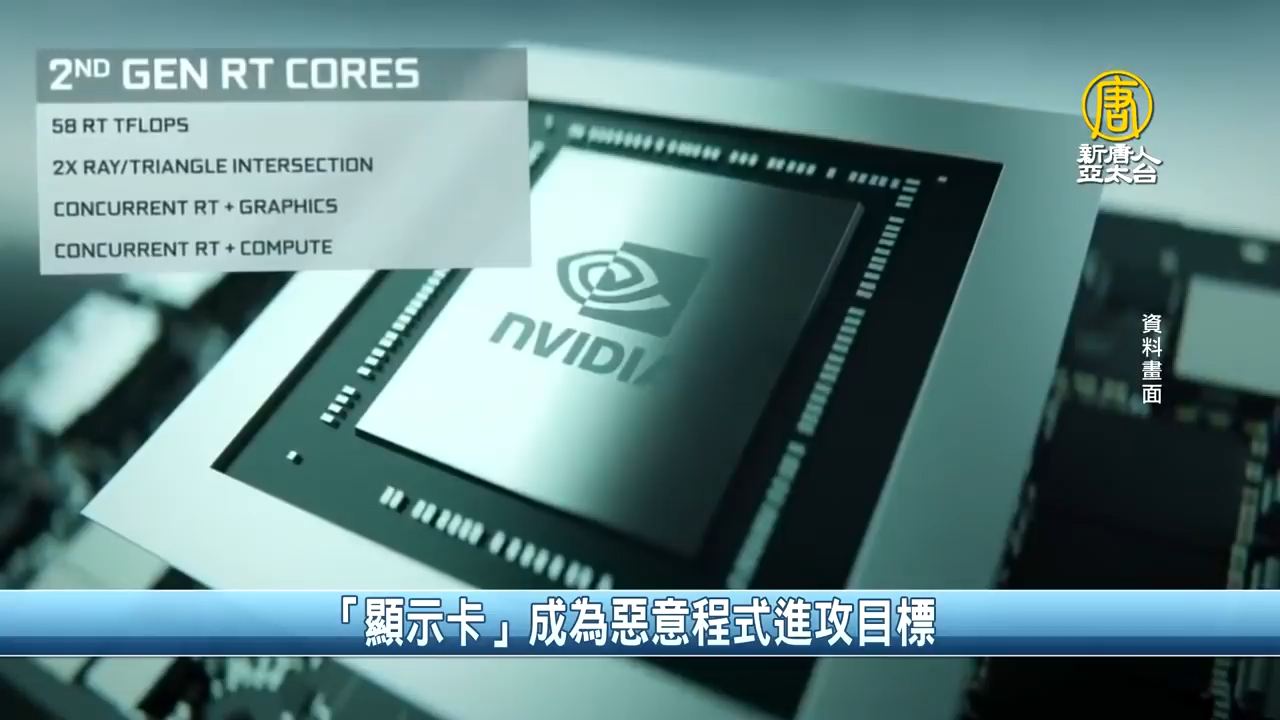 2ND GEN RT CORES
58 RT TFLOPS
2X RAY/TRIANGLE INTERSECTION
CONCURRENT RT + GRAPHICS
CONCURRENT RT + COMPUTE
唐
新唐人
亞太台
nVIDIA
資料畫面
「顯示卡」成為惡意程式進攻目標